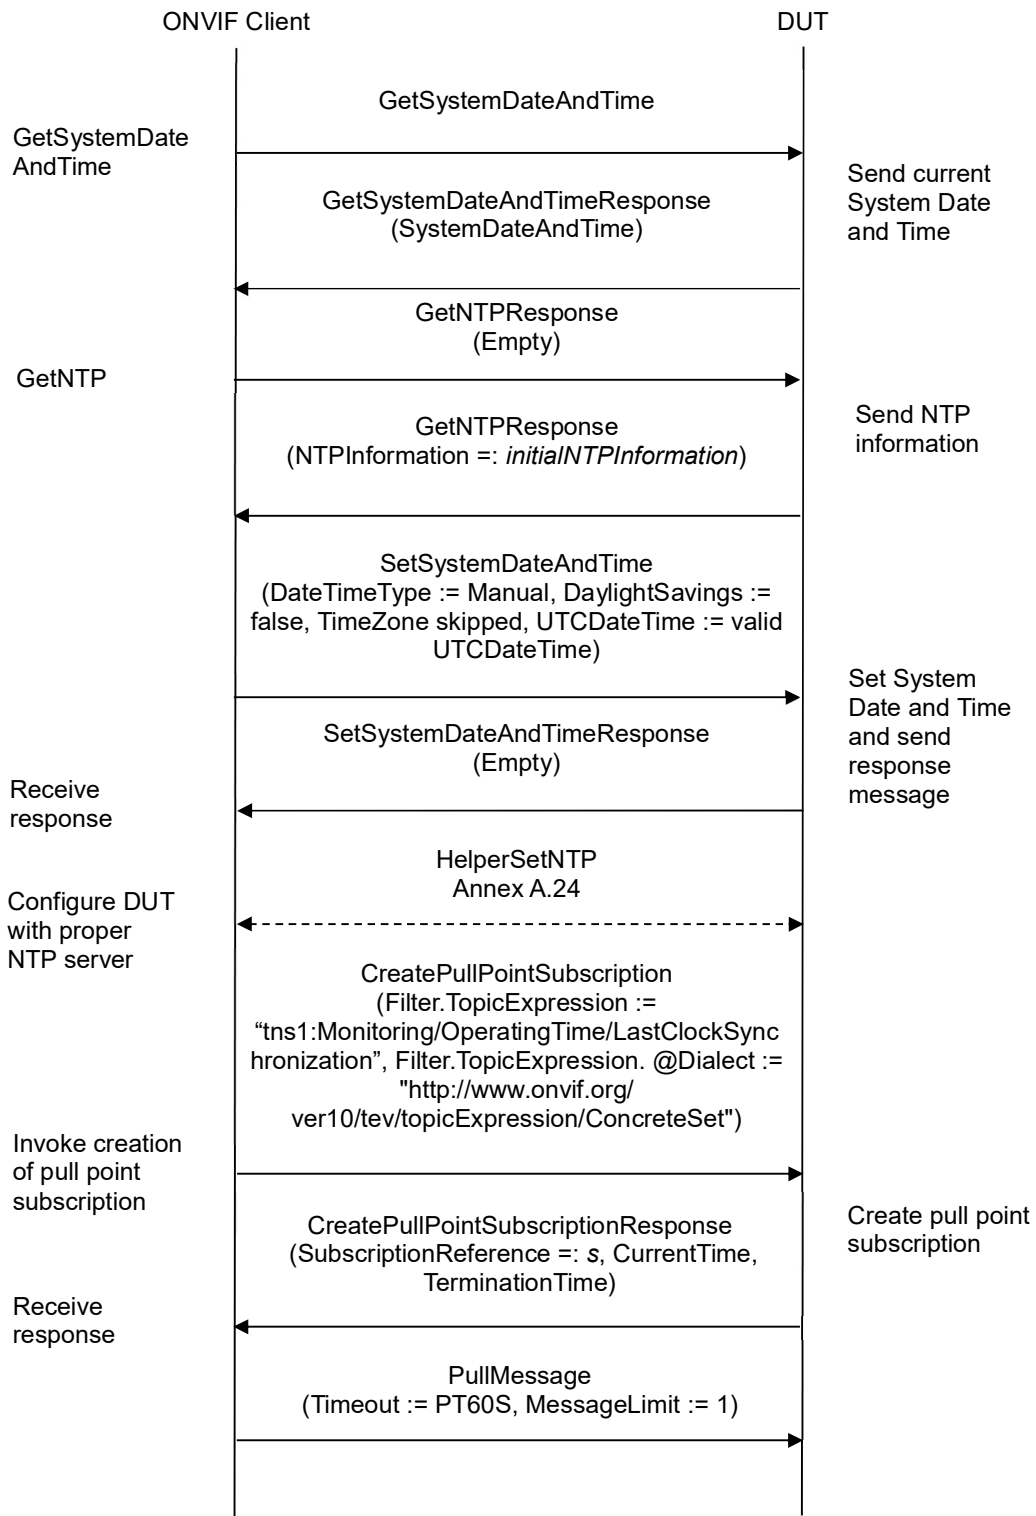 ONVIF Client
DUT
GetSystemDateAndTime
GetSystemDate
AndTime
Send current
System Date
and Time
GetSystemDateAndTimeResponse
(SystemDateAndTime)
GetNTPResponse
(Empty)
GetNTP
Send NTP
information
GetNTPResponse
(NTPInformation =: initialNTPInformation)
SetSystemDateAndTime
(DateTimeType := Manual, DaylightSavings :=
false, TimeZone skipped, UTCDateTime := valid
UTCDateTime)
Set System
Date and Time
and send
response
message
SetSystemDateAndTimeResponse
(Empty)
Receive
response
HelperSetNTP
Annex A.24
Configure DUT
with proper
NTP server
CreatePullPointSubscription
(Filter.TopicExpression :=
“tns1:Monitoring/OperatingTime/LastClockSync
hronization”, Filter.TopicExpression. @Dialect :=
"http://www.onvif.org/
ver10/tev/topicExpression/ConcreteSet")
Invoke creation
of pull point
subscription
Create pull point
subscription
CreatePullPointSubscriptionResponse
(SubscriptionReference =: s, CurrentTime,
TerminationTime)
Receive
response
PullMessage
(Timeout := PT60S, MessageLimit := 1)